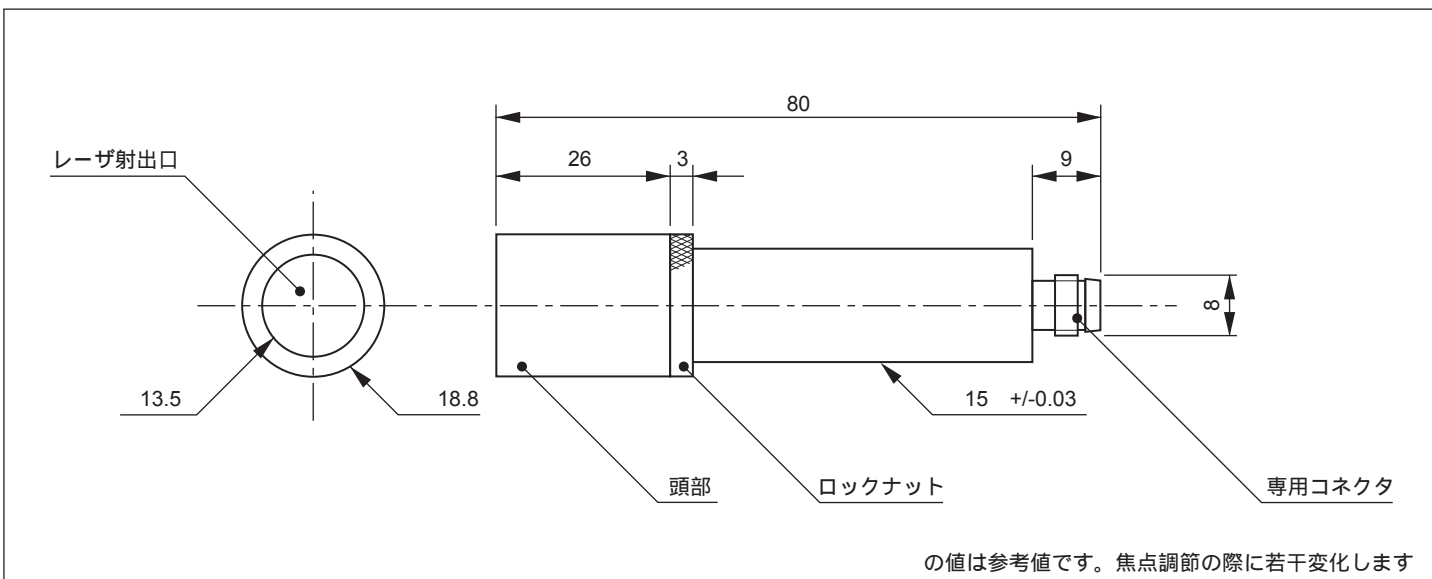 80
レーザ射出口
26
3
9
8
13.5
18.8
15 +/-0.03
頭部
ロックナット
専用コネクタ
の値は参考値です。焦点調節の際に若干変化します